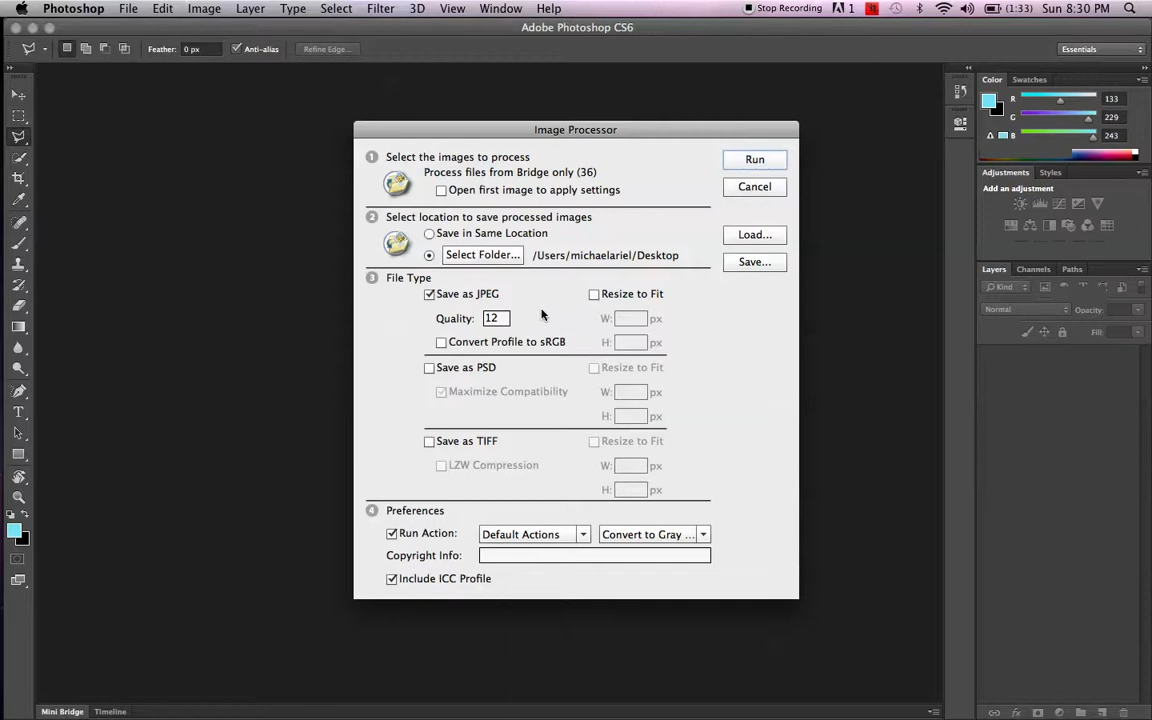 Photoshop File Edit Image Layer Type Select Filter 3D View Window Help Stop Recording 1 (1:33) Sun 8:30 PM
Adobe Photoshop CS6
Feather: 0 px Anti-alias Refine Edge... Essentials
Color Swatches
R 133
G 229
B 243
Adjustments Styles
Add an adjustment
Layers Channels Paths
Kind
Normal Opacity:
Lock: Fill:
Image Processor
1 Select the images to process
Process files from Bridge only (36)
Open first image to apply settings
Run
Cancel
2 Select location to save processed images
Save in Same Location
Select Folder... /Users/michaelariel/Desktop
Load...
Save...
3 File Type
Save as JPEG Resize to Fit
Quality: 12 W: px
Convert Profile to sRGB H: px
Save as PSD Resize to Fit
Maximize Compatibility W: px
H: px
Save as TIFF Resize to Fit
LZW Compression W: px
H: px
4 Preferences
Run Action: Default Actions Convert to Gray ...
Copyright Info:
Include ICC Profile
Mini Bridge Timeline